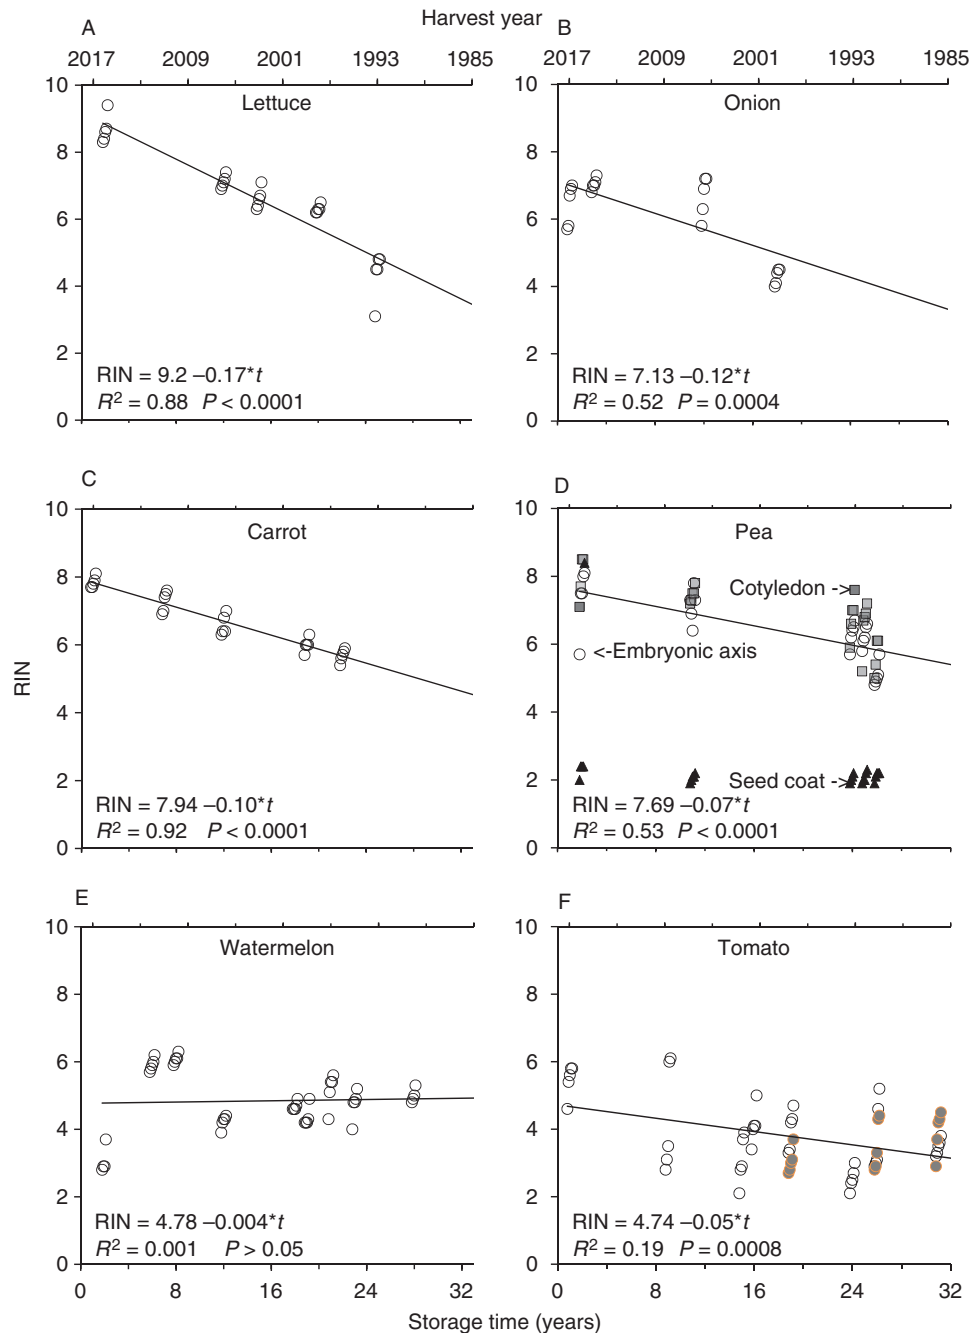 Harvest year
A
B
2017 2009 2001 1993 1985
2017 2009 2001 1993 1985
10
8
6
4
2
0
Lettuce
RIN = 9.2 –0.17*t
R² = 0.88 P < 0.0001
10
8
6
4
2
0
Onion
RIN = 7.13 –0.12*t
R² = 0.52 P = 0.0004
C
D
RIN
10
8
6
4
2
0
Carrot
RIN = 7.94 –0.10*t
R² = 0.92 P < 0.0001
10
8
6
4
2
0
Pea
Cotyledon ->
<-Embryonic axis
Seed coat ->
RIN = 7.69 –0.07*t
R² = 0.53 P < 0.0001
0 8 16 24 32
E
F
10
8
6
4
2
0
Watermelon
RIN = 4.78 –0.004*t
R² = 0.001 P > 0.05
0 8 16 24 32
10
8
6
4
2
0
Tomato
RIN = 4.74 –0.05*t
R² = 0.19 P = 0.0008
0 8 16 24 32
Storage time (years)